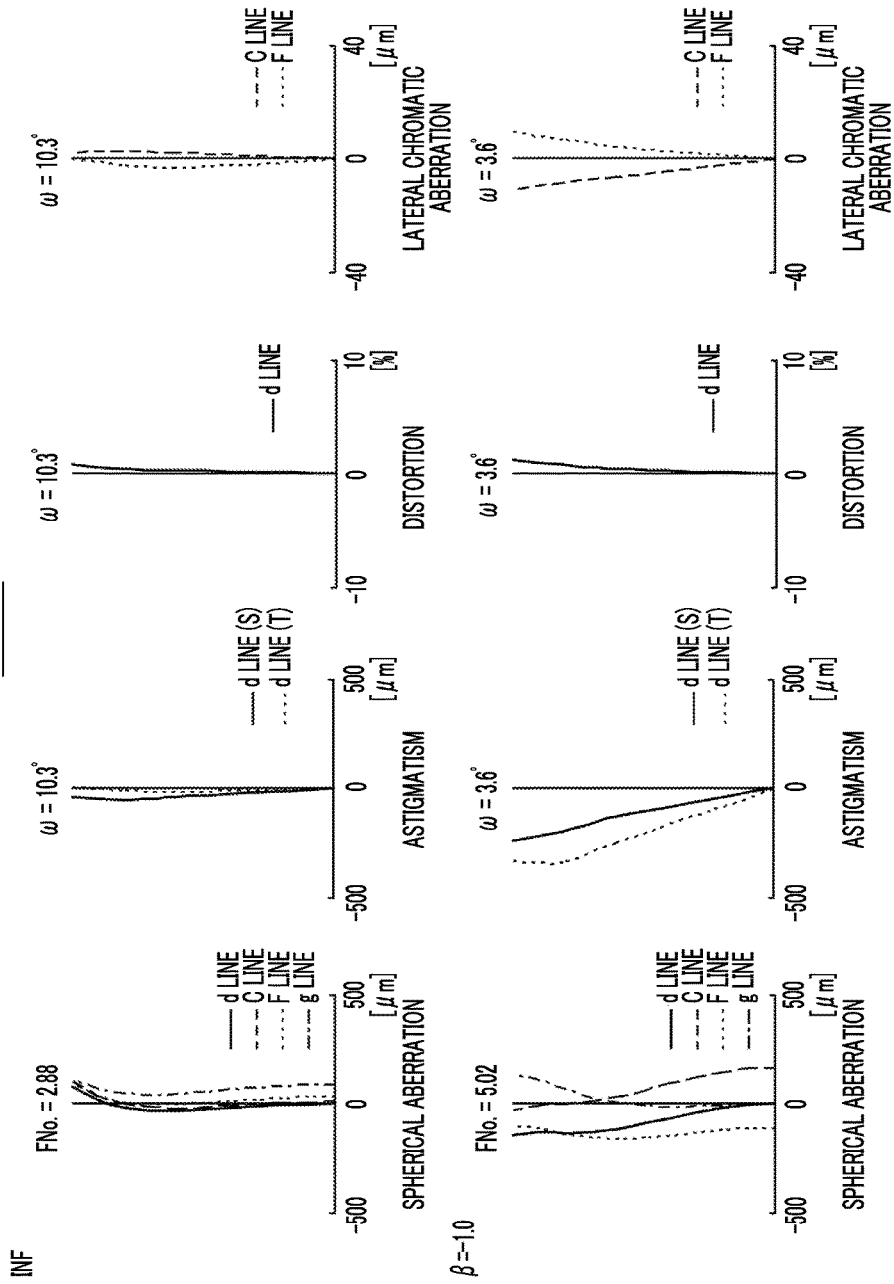 INF
FNo. = 2.88
d LINE
C LINE
F LINE
g LINE
-500
0
500
[μm]
SPHERICAL ABERRATION
ω = 10.3°
d LINE (S)
d LINE (T)
-500
0
500
[μm]
ASTIGMATISM
ω = 10.3°
d LINE
-10
0
10
[%]
DISTORTION
ω = 10.3°
C LINE
F LINE
-40
0
40
[μm]
LATERAL CHROMATIC
ABERRATION
β=-1.0
FNo. = 5.02
d LINE
C LINE
F LINE
g LINE
-500
0
500
[μm]
SPHERICAL ABERRATION
ω = 3.6°
d LINE (S)
d LINE (T)
-500
0
500
[μm]
ASTIGMATISM
ω = 3.6°
d LINE
-10
0
10
[%]
DISTORTION
ω = 3.6°
C LINE
F LINE
-40
0
40
[μm]
LATERAL CHROMATIC
ABERRATION